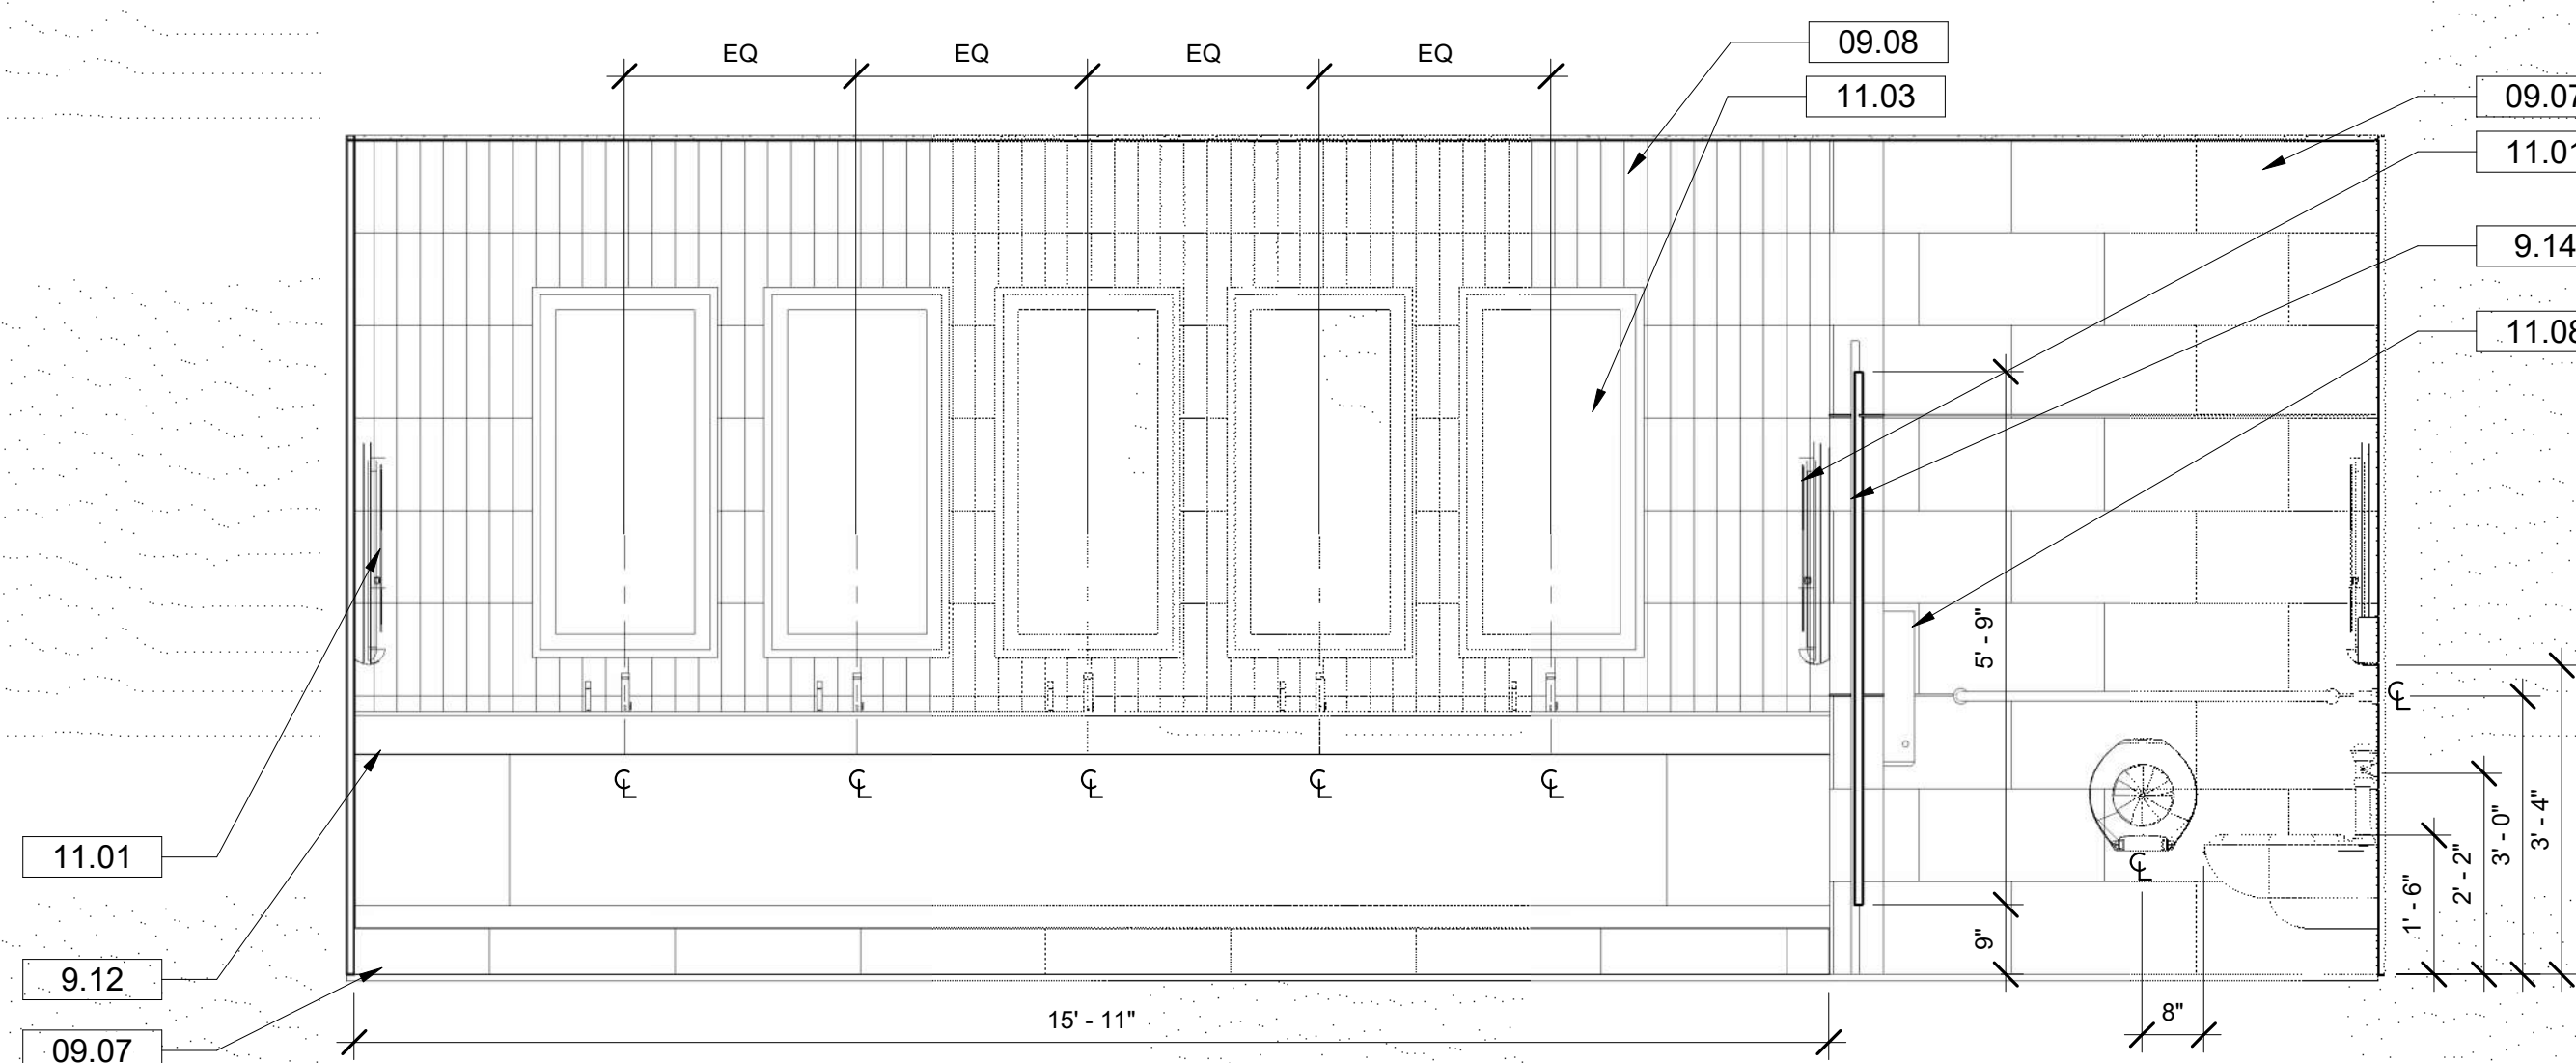 EQ EQ EQ EQ
09.08
11.03
09.07
11.01
9.14
11.08
5' - 9"
℄ ℄ ℄ ℄ ℄
℄
℄
11.01
9.12
09.07
9"
1' - 6"
2' - 2"
3' - 0"
3' - 4"
15' - 11"
8"